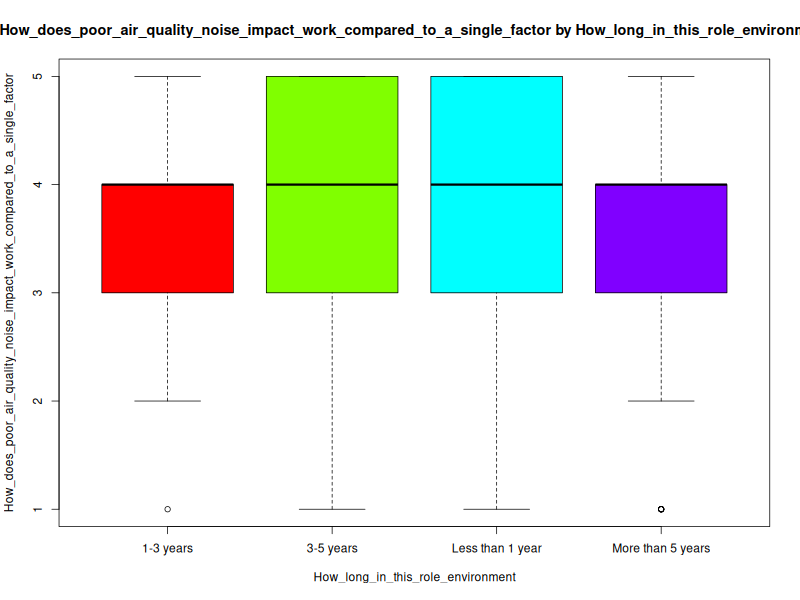 How_does_poor_air_quality_noise_impact_work_compared_to_a_single_factor by How_long_in_this_role_environm
How_does_poor_air_quality_noise_impact_work_compared_to_a_single_factor
5
4
3
2
1
1-3 years
3-5 years
Less than 1 year
More than 5 years
How_long_in_this_role_environment